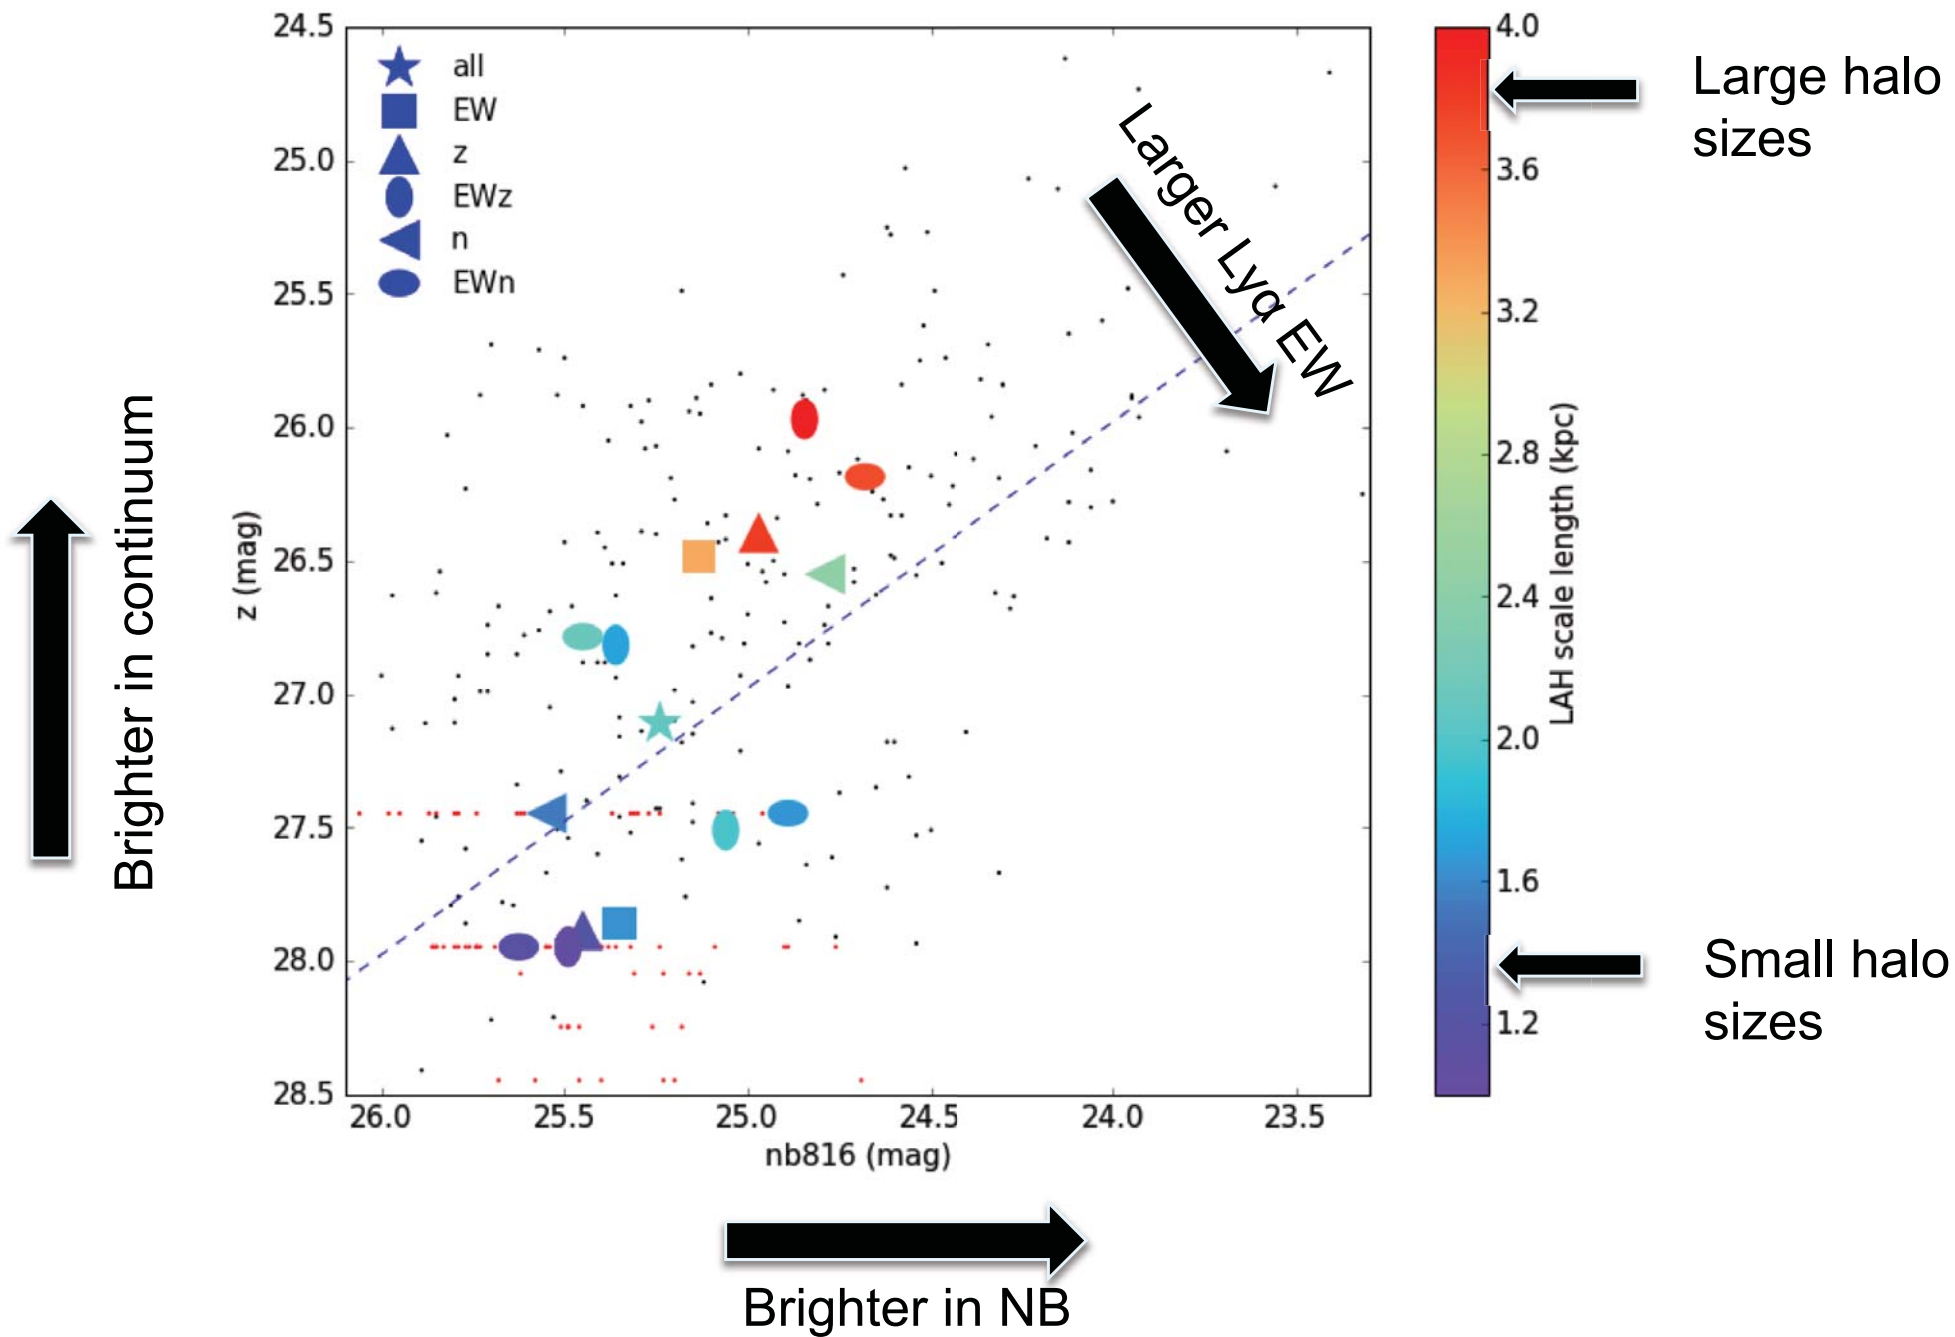 24.5
25.0
25.5
26.0
26.5
27.0
27.5
28.0
28.5
z (mag)
Brighter in continuum
all
EW
z
EWz
n
EWn
Larger Lyα EW
26.0
25.5
25.0
24.5
24.0
23.5
nb816 (mag)
Brighter in NB
4.0
3.6
3.2
2.8
2.4
2.0
1.6
1.2
LAH scale length (kpc)
Large halo
sizes
Small halo
sizes